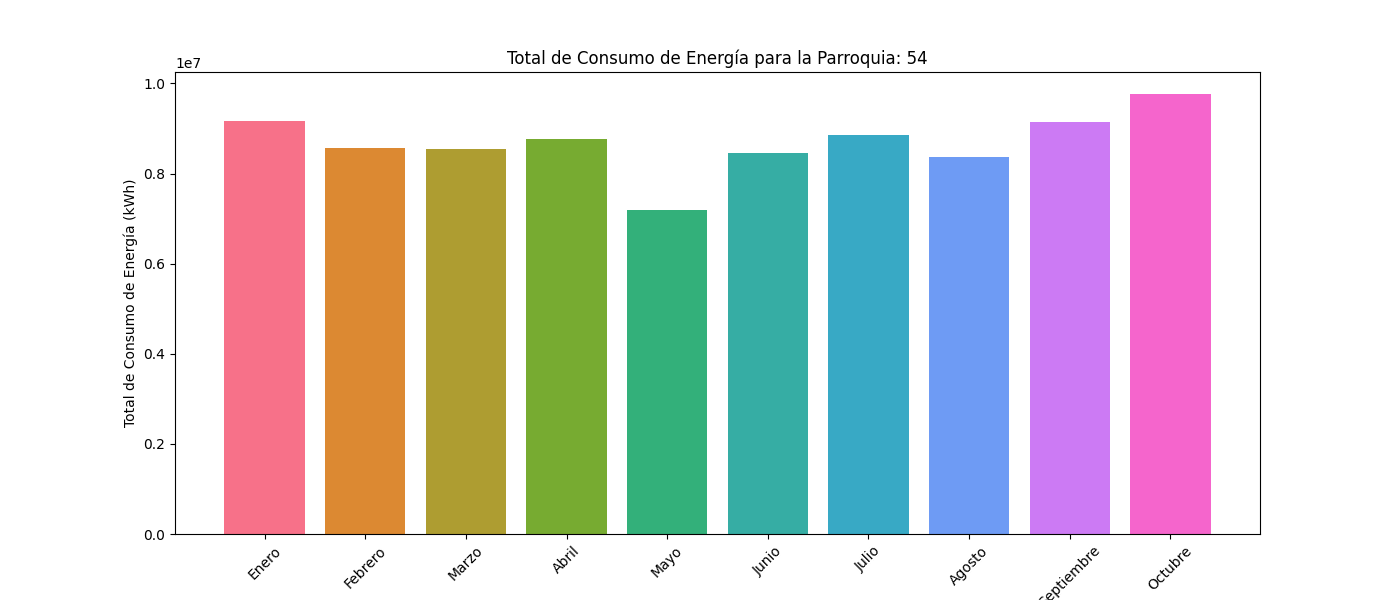 Total de Consumo de Energía para la Parroquia: 54
1e7
1.0
0.8
0.6
0.4
0.2
0.0
Total de Consumo de Energía (kWh)
Enero
Febrero
Marzo
Abril
Mayo
Junio
Julio
Agosto
Septiembre
Octubre